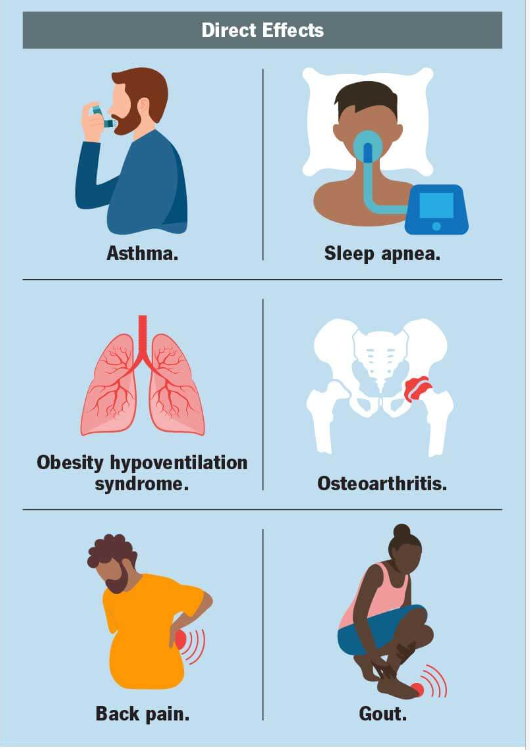 Direct Effects
Asthma.
Sleep apnea.
Obesity hypoventilation
syndrome.
Osteoarthritis.
Back pain.
Gout.